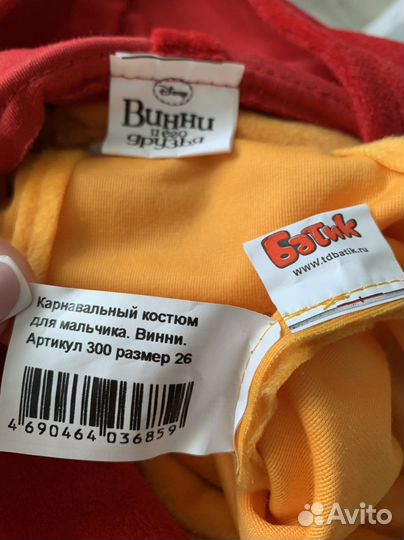 Disney
Винни
и его
друзья
Батик
www.tdbatik.ru
Карнавальный костюм
для мальчика. Винни.
Артикул 300 размер 26
4 690464 036859
Avito